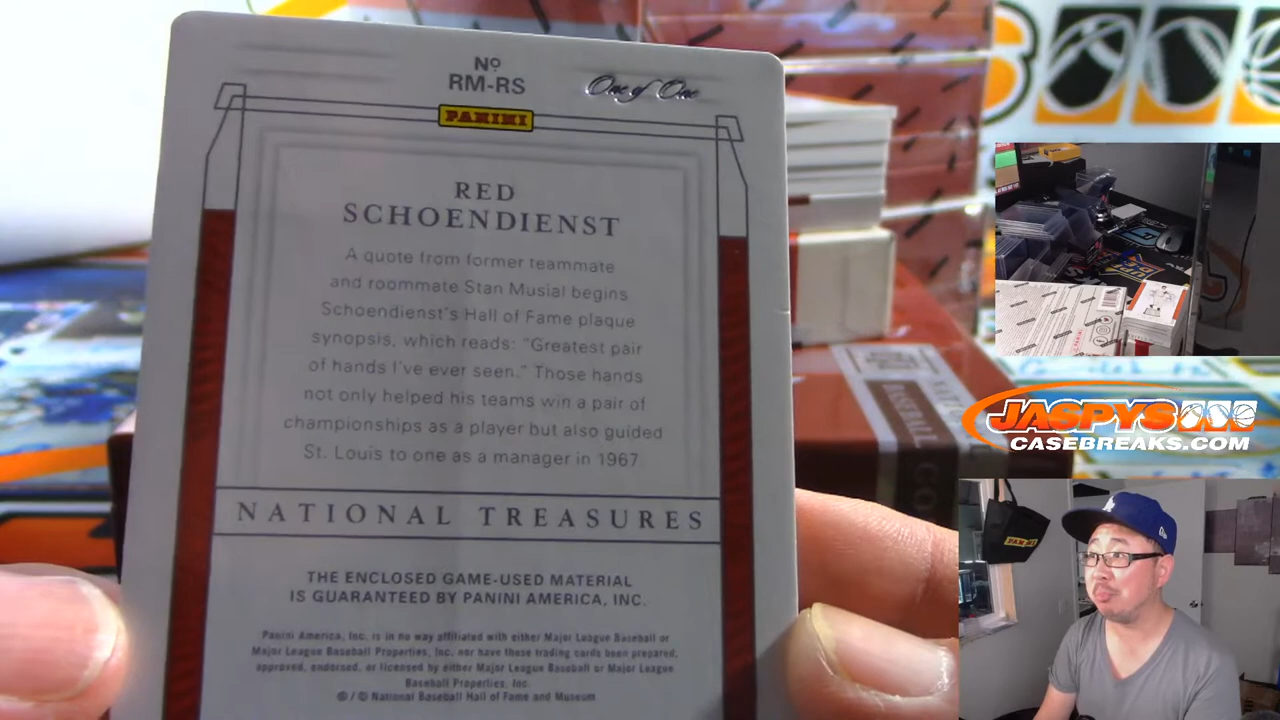 Nº
RM-RS
One of One
PANINI
RED
SCHOENDIENST
A quote from former teammate
and roommate Stan Musial begins
Schoendienst's Hall of Fame plaque
synopsis, which reads: "Greatest pair
of hands I've ever seen." Those hands
not only helped his teams win a pair of
championships as a player but also guided
St. Louis to one as a manager in 1967
NATIONAL TREASURES
THE ENCLOSED GAME-USED MATERIAL
IS GUARANTEED BY PANINI AMERICA, INC.
Panini America, Inc. is in no way affiliated with either Major League Baseball or
Major League Baseball Properties, Inc. nor have these trading cards been prepared,
approved, endorsed, or licensed by either Major League Baseball or Major League
Baseball Properties, Inc.
© / ® National Baseball Hall of Fame and Museum
BASEBALL CO
JASPYS
CASEBREAKS.COM
PANINI
LA